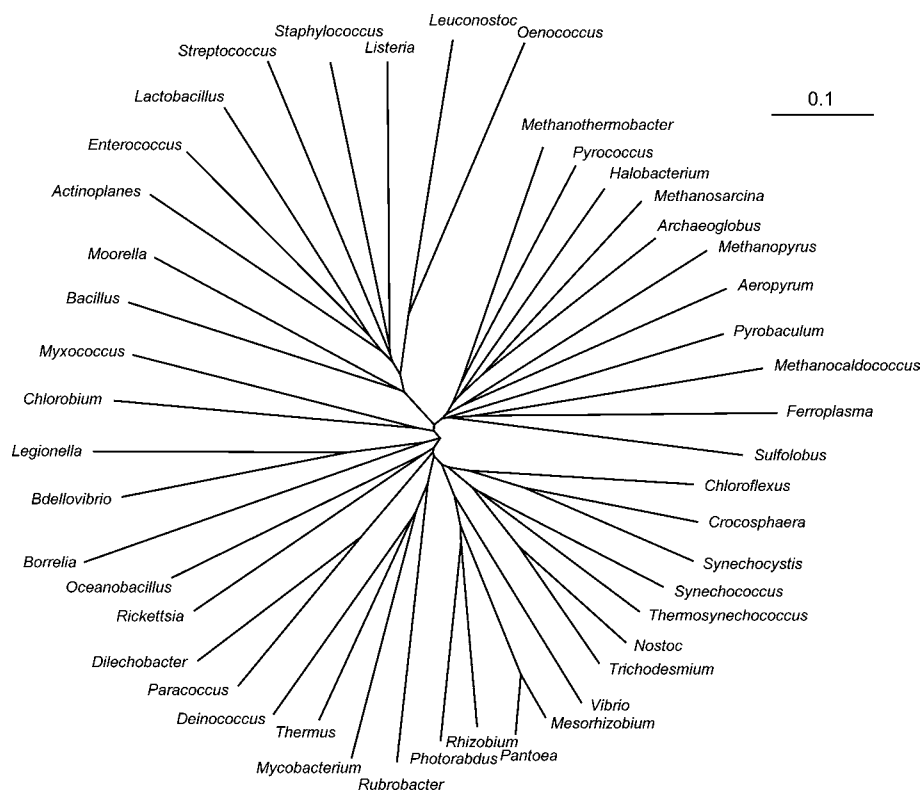 Leuconostoc
Staphylococcus
Oenococcus
Streptococcus
Listeria
Lactobacillus
0.1
Methanothermobacter
Enterococcus
Pyrococcus
Halobacterium
Actinoplanes
Methanosarcina
Archaeoglobus
Moorella
Methanopyrus
Bacillus
Aeropyrum
Pyrobaculum
Myxococcus
Methanocaldococcus
Chlorobium
Ferroplasma
Legionella
Sulfolobus
Chloroflexus
Bdellovibrio
Crocosphaera
Borrelia
Synechocystis
Oceanobacillus
Synechococcus
Rickettsia
Thermosynechococcus
Nostoc
Dilechobacter
Trichodesmium
Paracoccus
Vibrio
Deinococcus
Mesorhizobium
Thermus
Rhizobium
Pantoea
Photorabdus
Mycobacterium
Rubrobacter